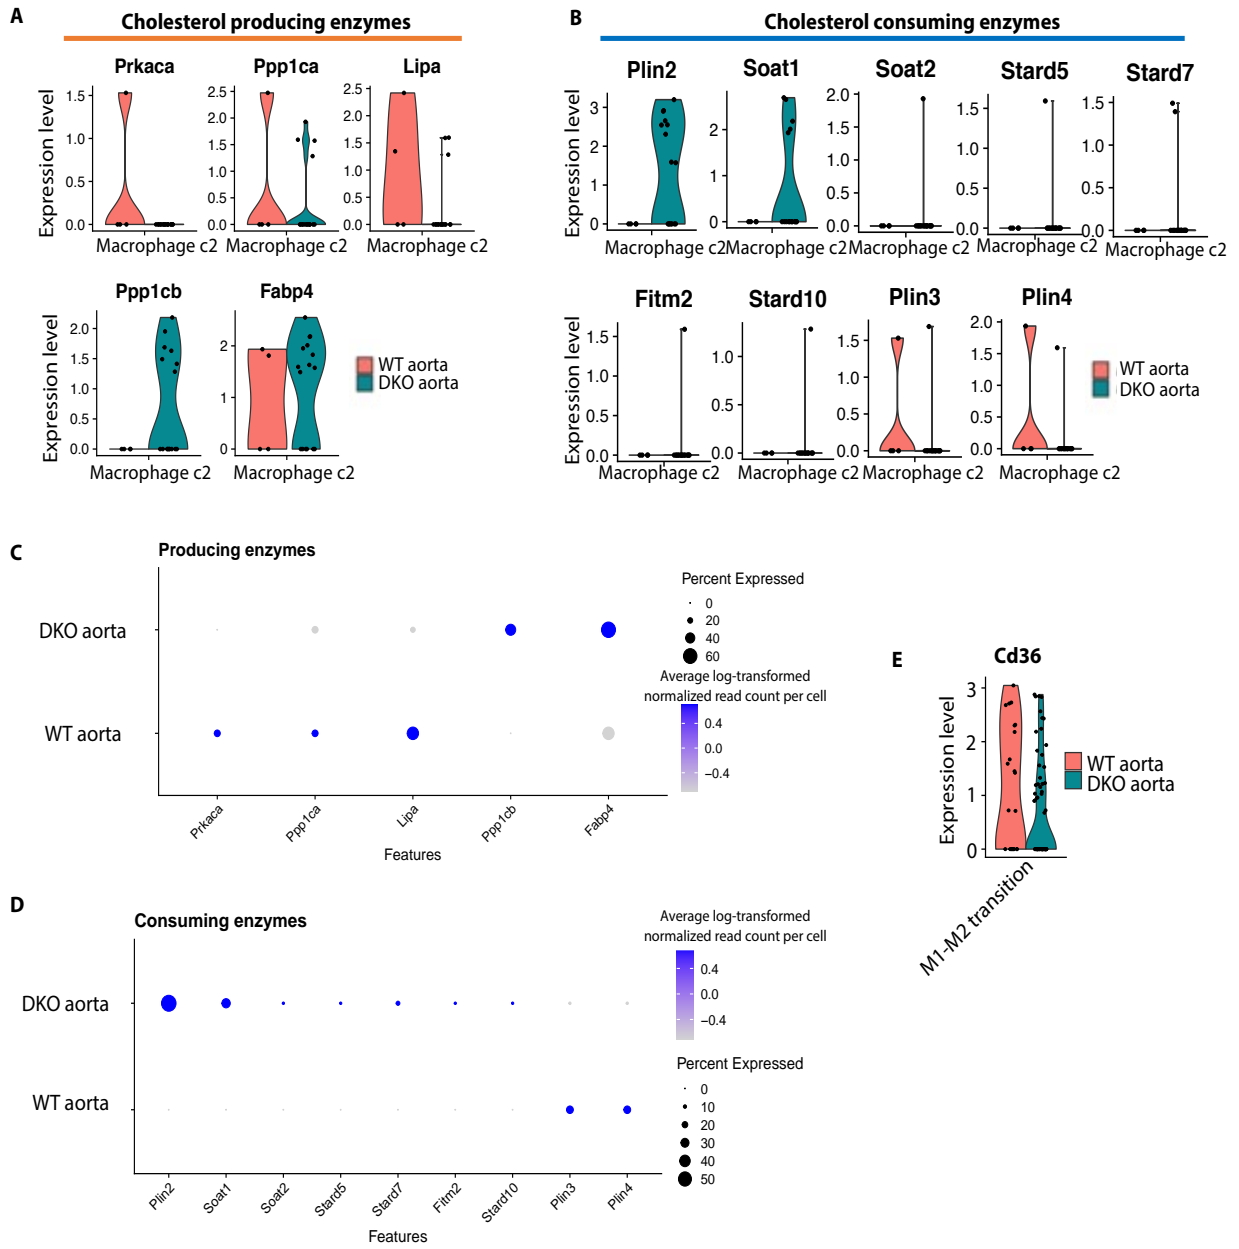 A
Cholesterol producing enzymes
B
Cholesterol consuming enzymes
Prkaca
Ppp1ca
Lipa
Plin2
Soat1
Soat2
Stard5
Stard7
Expression level
1.5
1.0
0.5
0.0
2.5
2.0
1.5
1.0
0.5
0.0
2.5
2.0
1.5
1.0
0.5
0.0
Expression level
3
2
1
0
2
1
0
2.0
1.5
1.0
0.5
0.0
1.5
1.0
0.5
0.0
1.5
1.0
0.5
0.0
Macrophage c2
Macrophage c2
Macrophage c2
Macrophage c2
Macrophage c2
Macrophage c2
Macrophage c2
Macrophage c2
Ppp1cb
Fabp4
Fitm2
Stard10
Plin3
Plin4
Expression level
2.0
1.5
1.0
0.5
0.0
2
1
0
WT aorta
DKO aorta
Expression level
1.5
1.0
0.5
0.0
1.0
0.5
0.0
1.5
1.0
0.5
0.0
2.0
1.5
1.0
0.5
0.0
WT aorta
DKO aorta
Macrophage c2
Macrophage c2
Macrophage c2
Macrophage c2
Macrophage c2
Macrophage c2
C
Producing enzymes
DKO aorta
WT aorta
Prkaca
Ppp1ca
Lipa
Ppp1cb
Fabp4
Features
Percent Expressed
0
20
40
60
Average log-transformed
normalized read count per cell
0.4
0.0
−0.4
E
Cd36
Expression level
3
2
1
0
M1-M2 transition
WT aorta
DKO aorta
D
Consuming enzymes
DKO aorta
WT aorta
Plin2
Soat1
Soat2
Stard5
Stard7
Fitm2
Stard10
Plin3
Plin4
Features
Average log-transformed
normalized read count per cell
0.4
0.0
−0.4
Percent Expressed
0
10
20
30
40
50